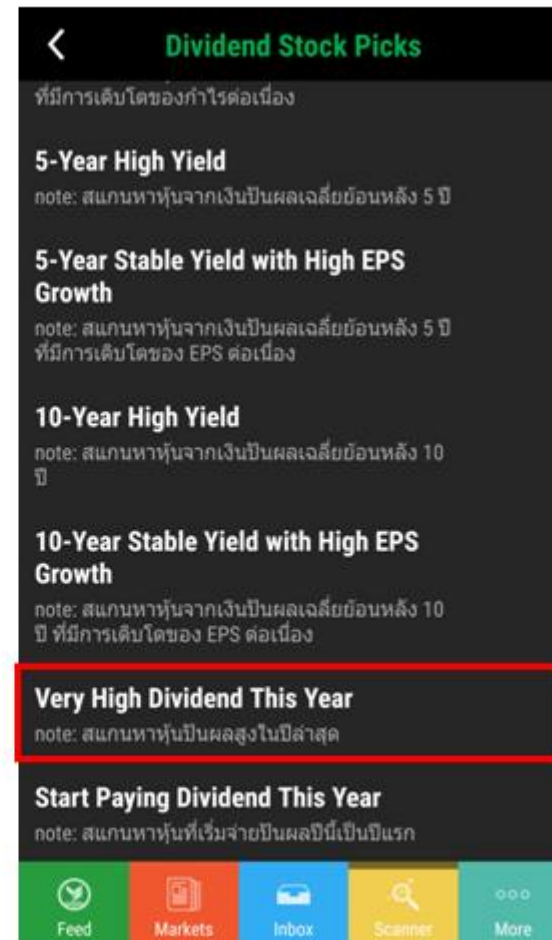 Dividend Stock Picks
ที่มีการเติบโตของกำไรต่อเนื่อง
5-Year High Yield
note: สแกนหาหุ้นจากเงินปันผลเฉลี่ยย้อนหลัง 5 ปี
5-Year Stable Yield with High EPS
Growth
note: สแกนหาหุ้นจากเงินปันผลเฉลี่ยย้อนหลัง 5 ปี
ที่มีการเติบโตของ EPS ต่อเนื่อง
10-Year High Yield
note: สแกนหาหุ้นจากเงินปันผลเฉลี่ยย้อนหลัง 10
ปี
10-Year Stable Yield with High EPS
Growth
note: สแกนหาหุ้นจากเงินปันผลเฉลี่ยย้อนหลัง 10
ปี ที่มีการเติบโตของ EPS ต่อเนื่อง
Very High Dividend This Year
note: สแกนหาหุ้นปันผลสูงในปีล่าสุด
Start Paying Dividend This Year
note: สแกนหาหุ้นที่เริ่มจ่ายปันผลปีนี้เป็นปีแรก
Feed Markets Inbox Scanner More